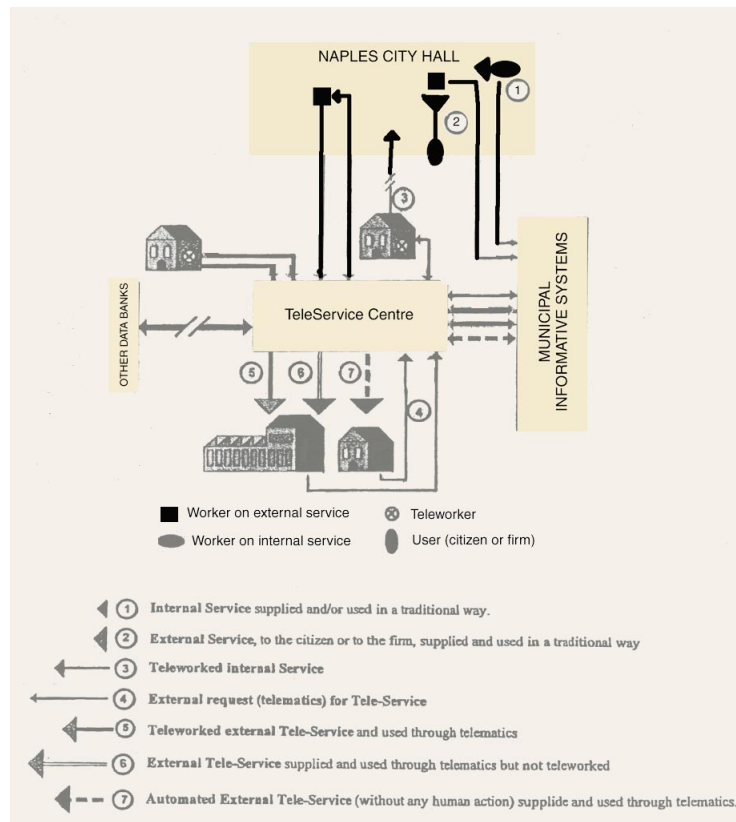 NAPLES CITY HALL
1
2
3
OTHER DATA BANKS
TeleService Centre
MUNICIPAL
INFORMATIVE SYSTEMS
5
6
7
4
Worker on external service
Teleworker
Worker on internal service
User (citizen or firm)
1 Internal Service supplied and/or used in a traditional way.
2 External Service, to the citizen or to the firm, supplied and used in a traditional way
3 Teleworked internal Service
4 External request (telematics) for Tele-Service
5 Teleworked external Tele-Service and used through telematics
6 External Tele-Service supplied and used through telematics but not teleworked
7 Automated External Tele-Service (without any human action) supplide and used through telematics.